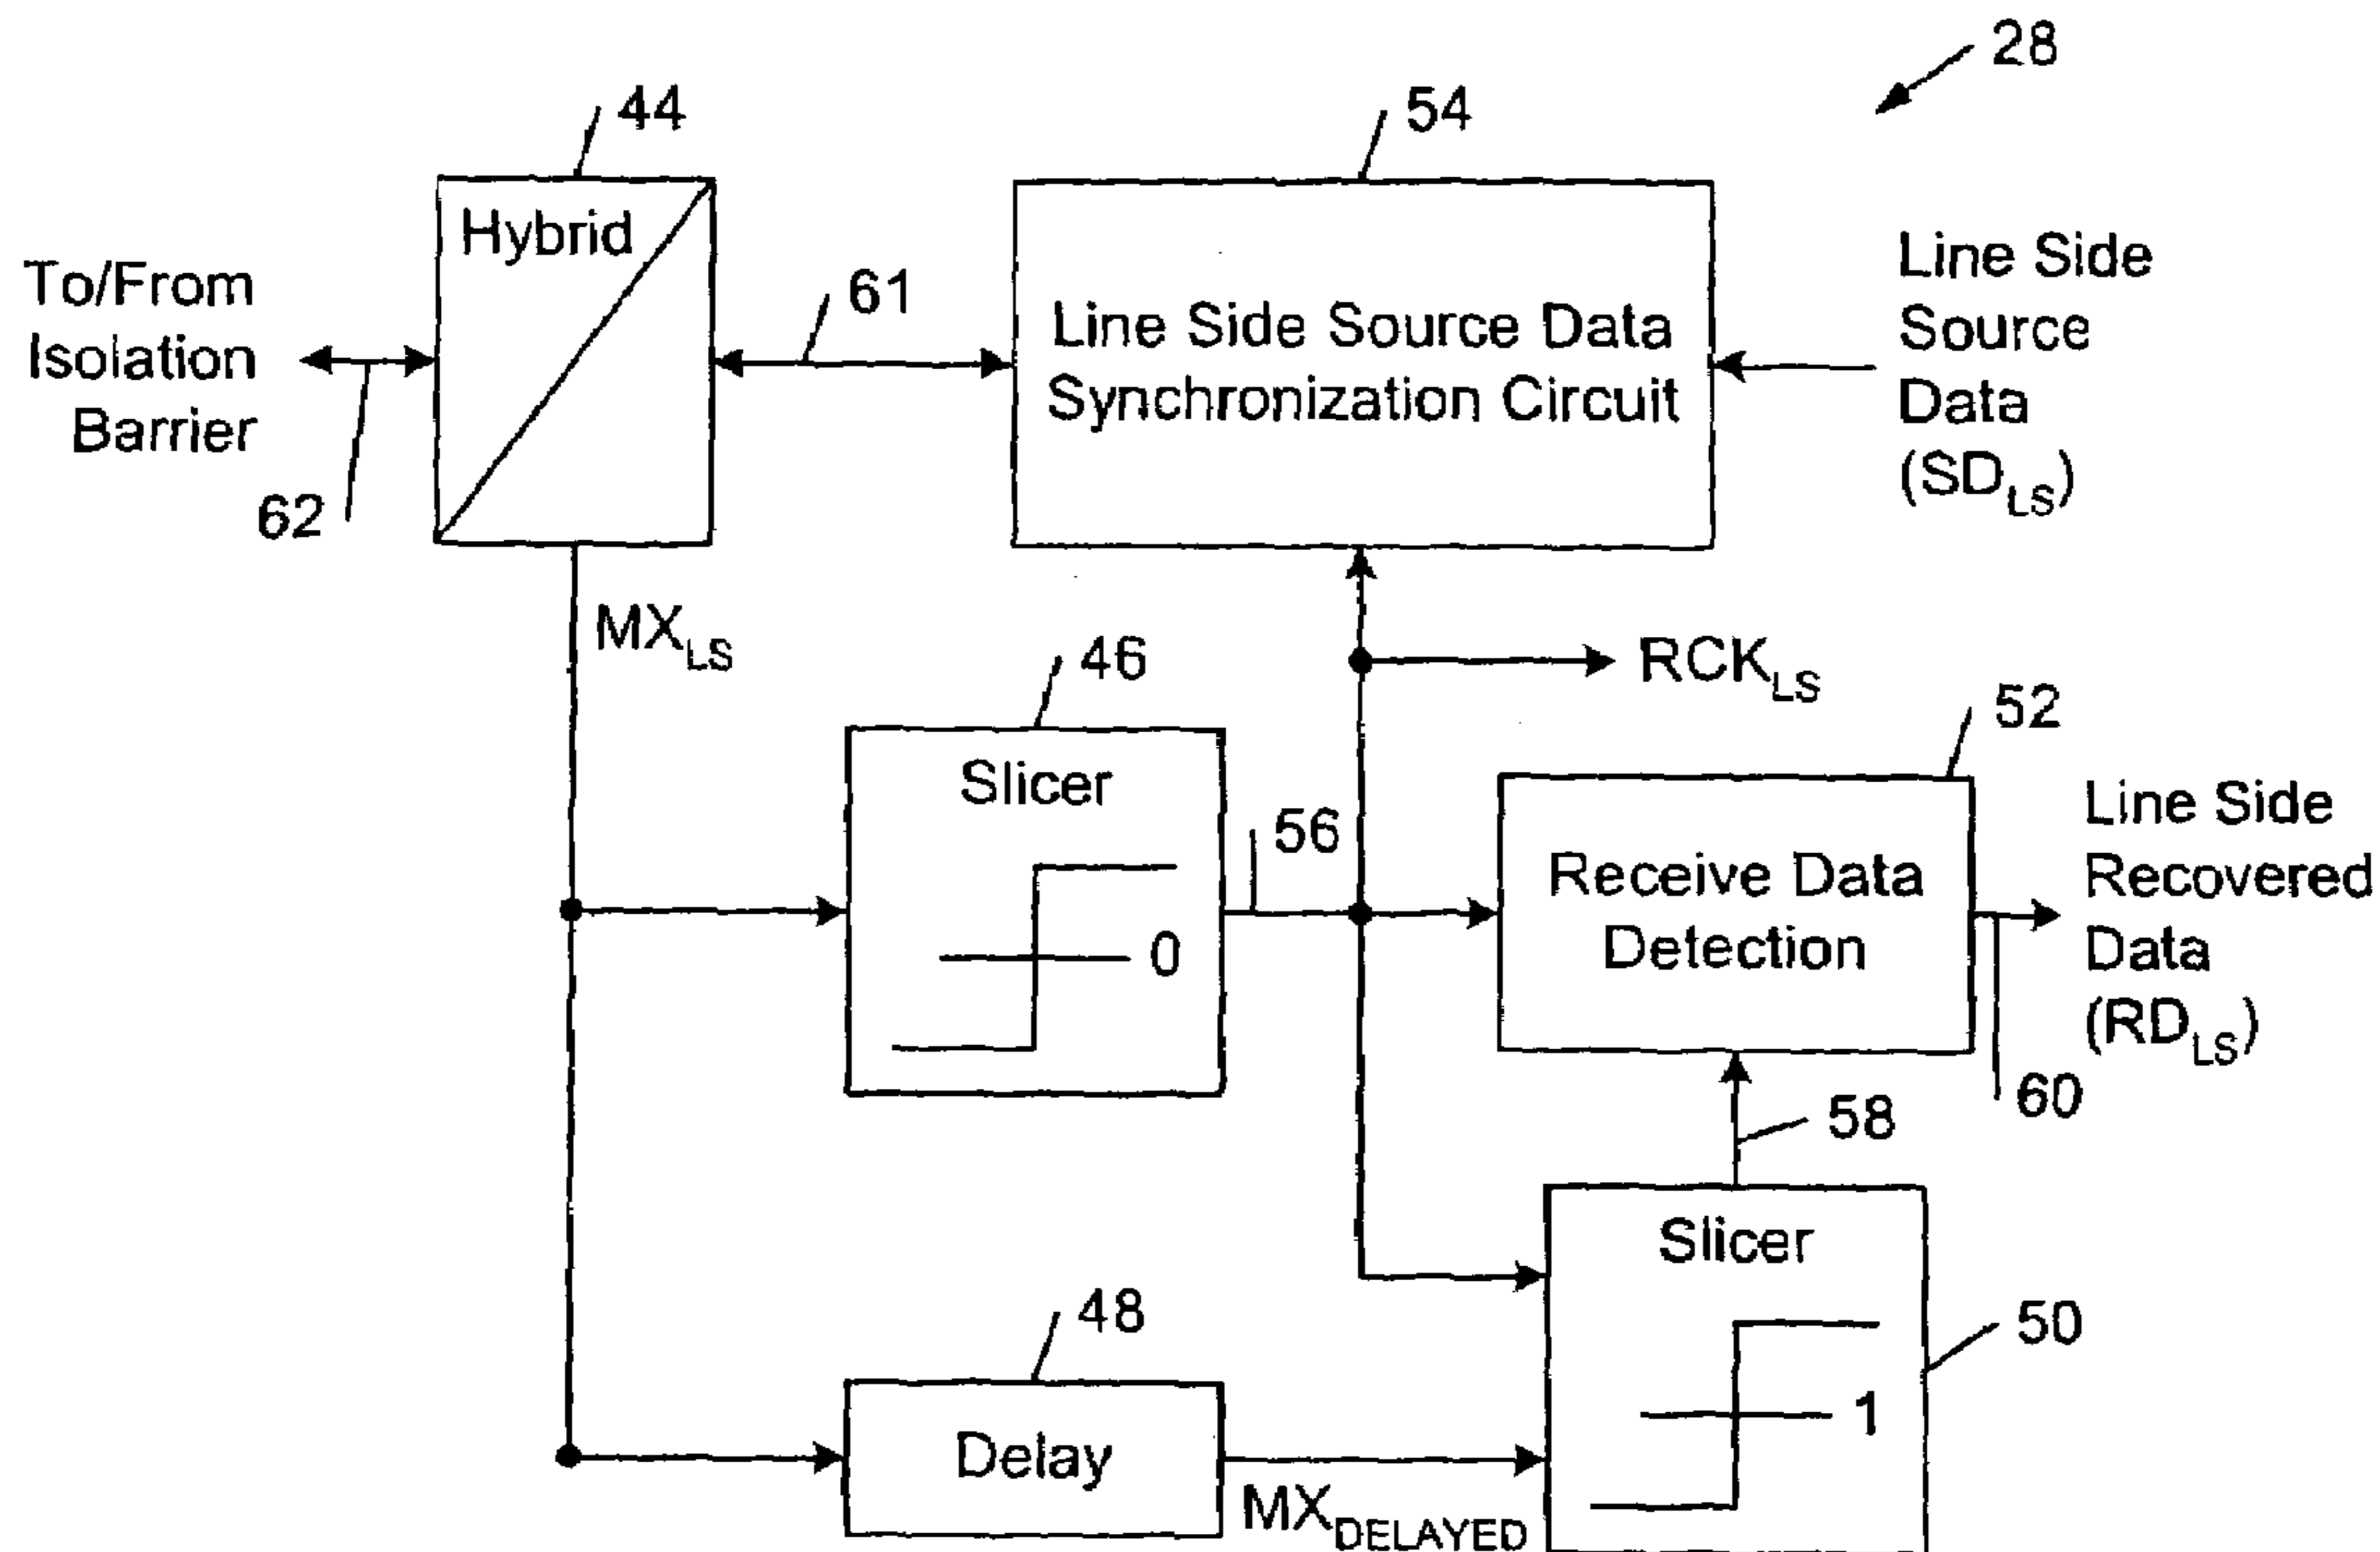 28
44
54
Hybrid
To/From
Isolation
Barrier
62
61
Line Side Source Data
Synchronization Circuit
Line Side
Source
Data
(SD_LS)
MX_LS
46
RCK_LS
52
Slicer
0
56
Receive Data
Detection
Line Side
Recovered
Data
(RD_LS)
60
58
Slicer
1
50
48
Delay
MX_DELAYED